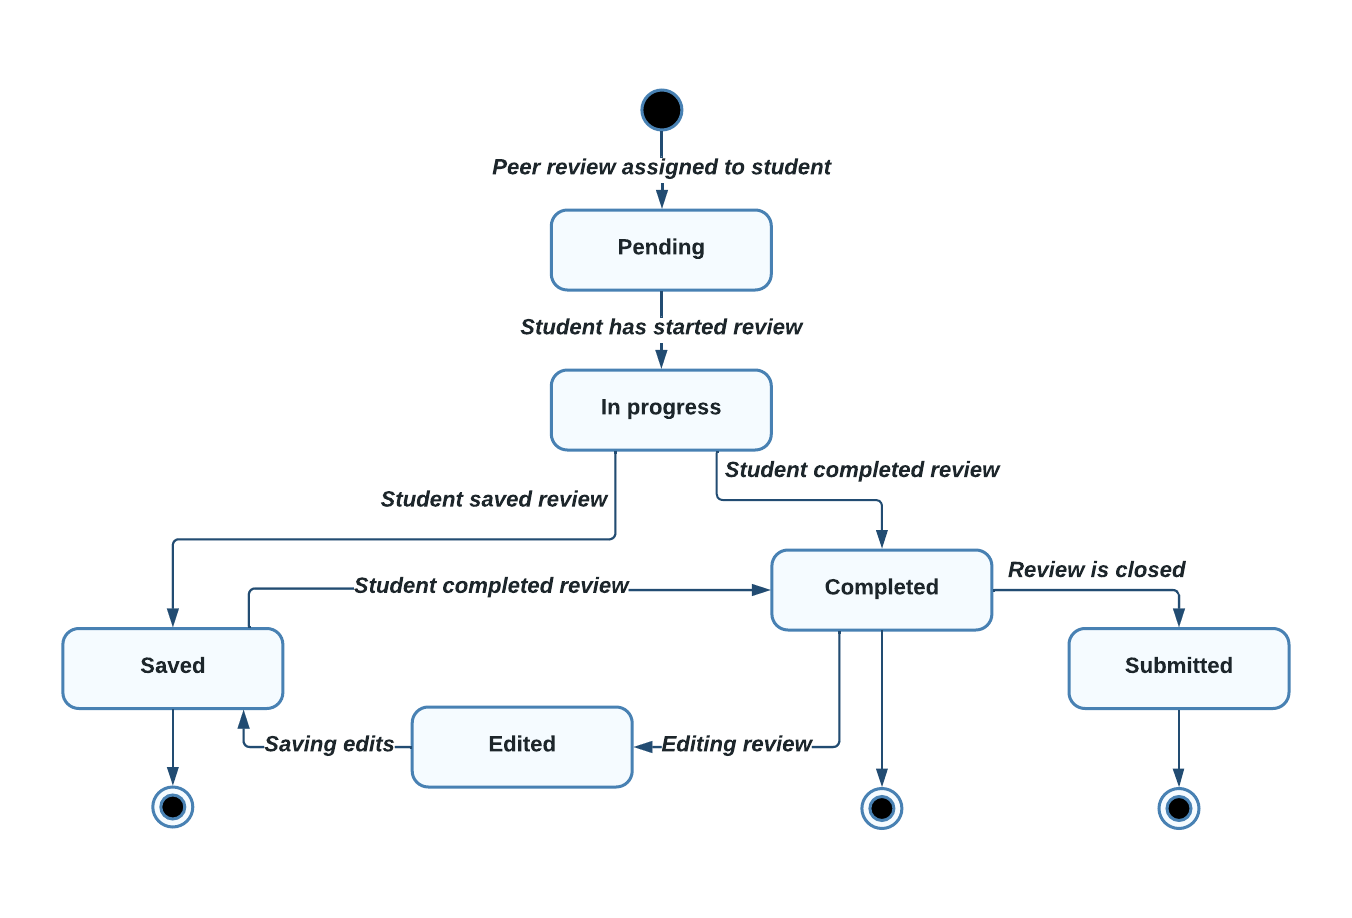 Peer review assigned to student
Pending
Student has started review
In progress
Student completed review
Student saved review
Student completed review
Completed
Review is closed
Saved
Submitted
Saving edits
Edited
Editing review